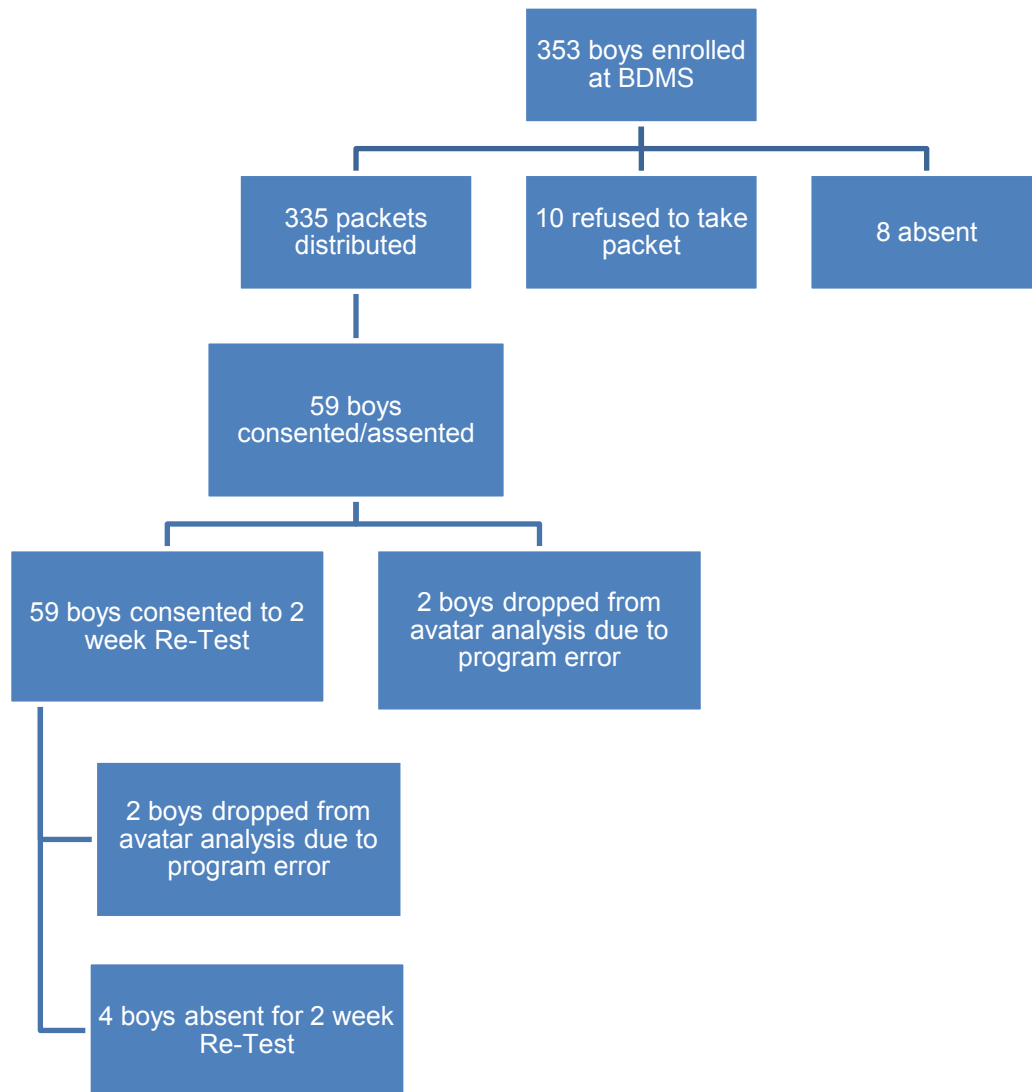 353 boys enrolled
at BDMS
335 packets
distributed
10 refused to take
packet
8 absent
59 boys
consented/assented
59 boys consented to 2
week Re-Test
2 boys dropped from
avatar analysis due to
program error
2 boys dropped from
avatar analysis due to
program error
4 boys absent for 2 week
Re-Test